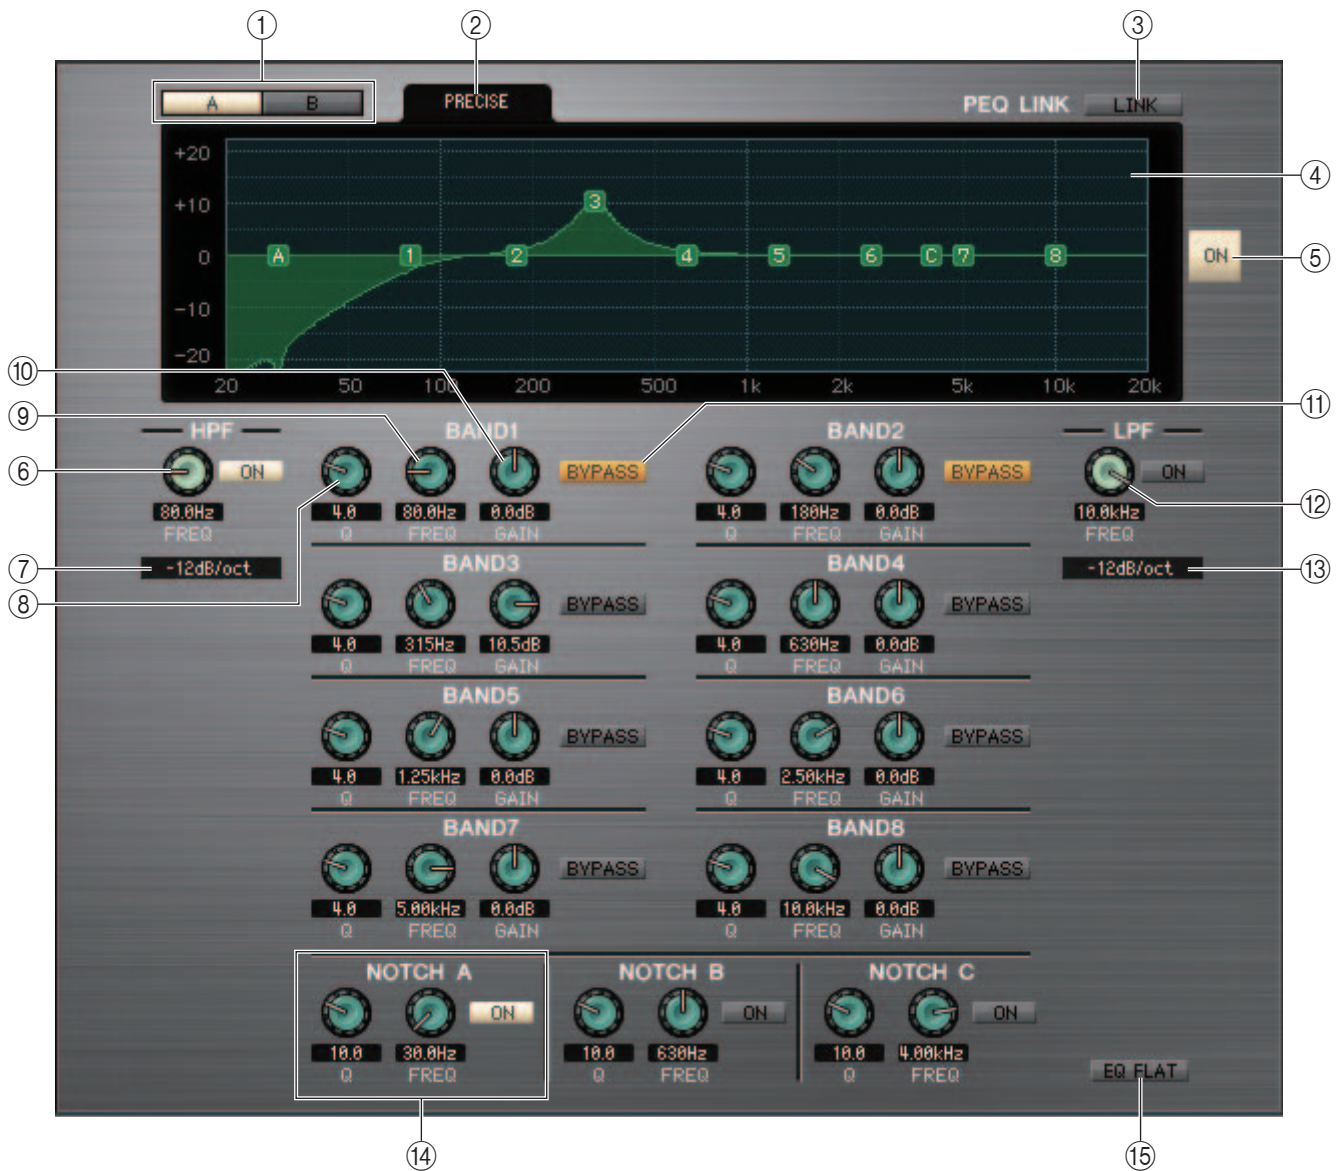 ① ② ③
A B PRECISE PEQ LINK LINK
+20
+10
0
-10
-20
A 1 2 3 4 5 6 C 7 8
④
ON ⑤
20 50 100 200 500 1k 2k 5k 10k 20k
⑩
⑨
⑪
HPF BAND1 BAND2 LPF
⑥ ON BYPASS BYPASS ON
80.0Hz 4.0 80.0Hz 0.0dB 4.0 180Hz 0.0dB 10.0kHz ⑫
FREQ Q FREQ GAIN Q FREQ GAIN FREQ
⑦ -12dB/oct BAND3 BAND4 -12dB/oct ⑬
⑧ BYPASS BYPASS
4.0 315Hz 10.5dB 4.0 630Hz 0.0dB
Q FREQ GAIN Q FREQ GAIN
BAND5 BAND6
BYPASS BYPASS
4.0 1.25kHz 0.0dB 4.0 2.50kHz 0.0dB
Q FREQ GAIN Q FREQ GAIN
BAND7 BAND8
BYPASS BYPASS
4.0 5.00kHz 0.0dB 4.0 10.0kHz 0.0dB
Q FREQ GAIN Q FREQ GAIN
NOTCH A NOTCH B NOTCH C
ON ON ON
10.0 30.0Hz 10.0 630Hz 10.0 4.00kHz
Q FREQ Q FREQ Q FREQ
EQ FLAT
⑭ ⑮